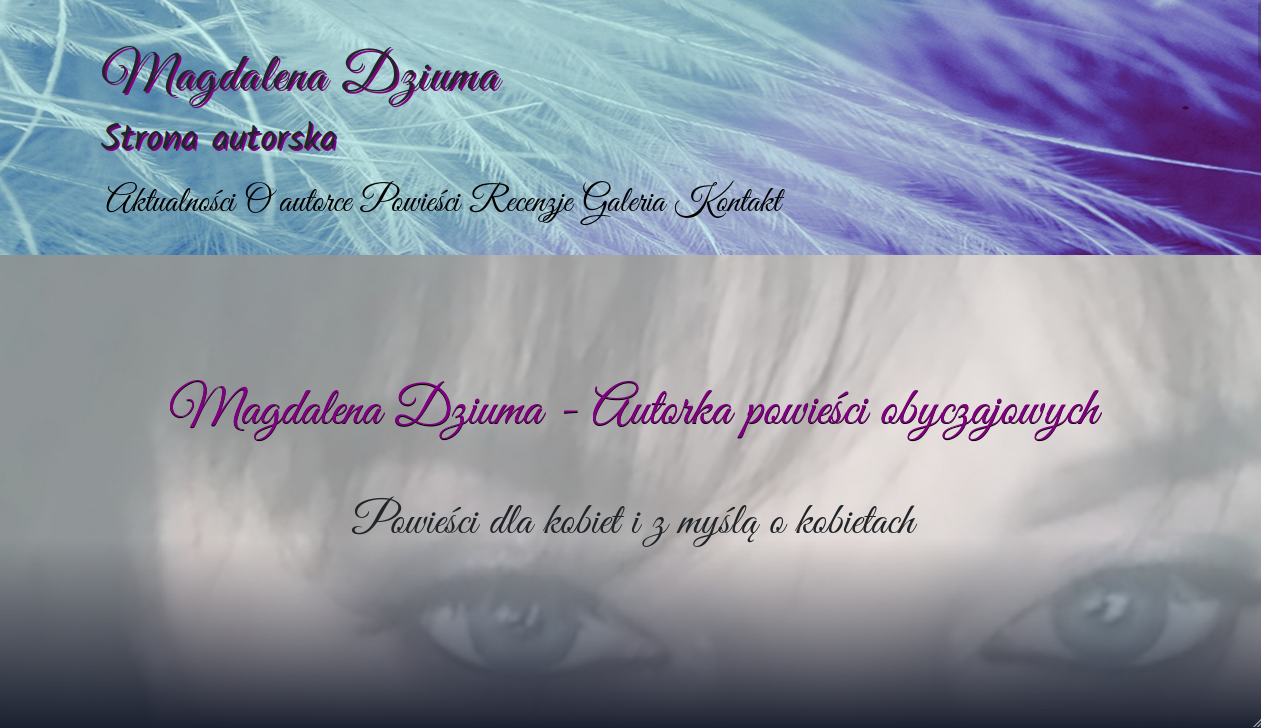 Magdalena Dziuma
Strona autorska
Aktualności O autorce Powieści Recenzje Galeria Kontakt
Magdalena Dziuma - Autorka powieści obyczajowych
Powieści dla kobiet i z myślą o kobietach